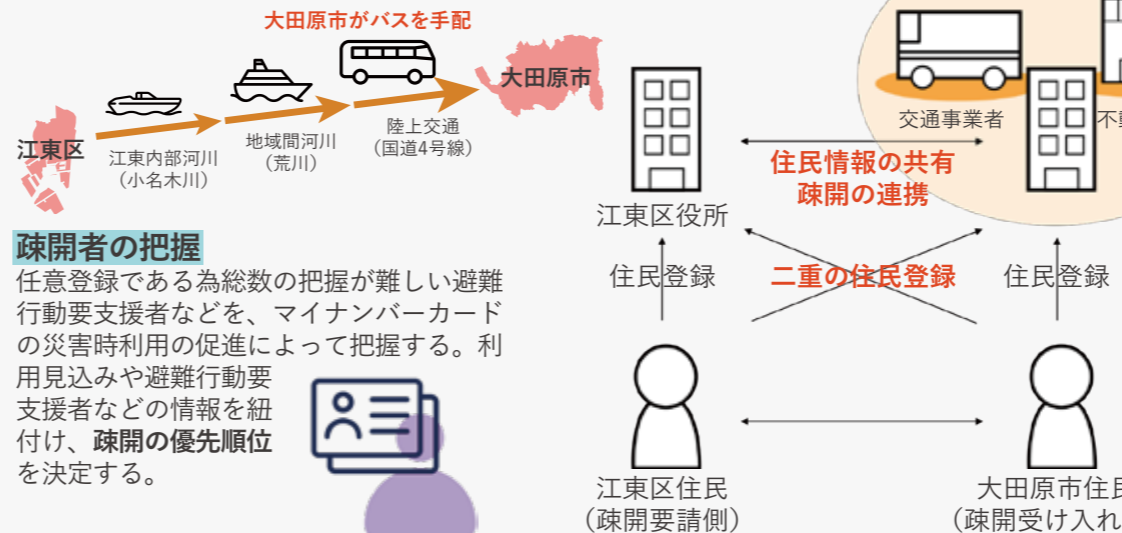 大田原市がバスを手配
大田原市
江東区
江東内部河川
（小名木川）
地域間河川
（荒川）
陸上交通
（国道4号線）
疎開者の把握
任意登録である為総数の把握が難しい避難
行動要支援者などを、マイナンバーカード
の災害時利用の促進によって把握する。利
用見込みや避難行動要
支援者などの情報を紐
付け、疎開の優先順位
を決定する。
交通事業者
不動
住民情報の共有
疎開の連携
江東区役所
住民登録
二重の住民登録
住民登録
江東区住民
（疎開要請側）
大田原市住民
（疎開受け入れ